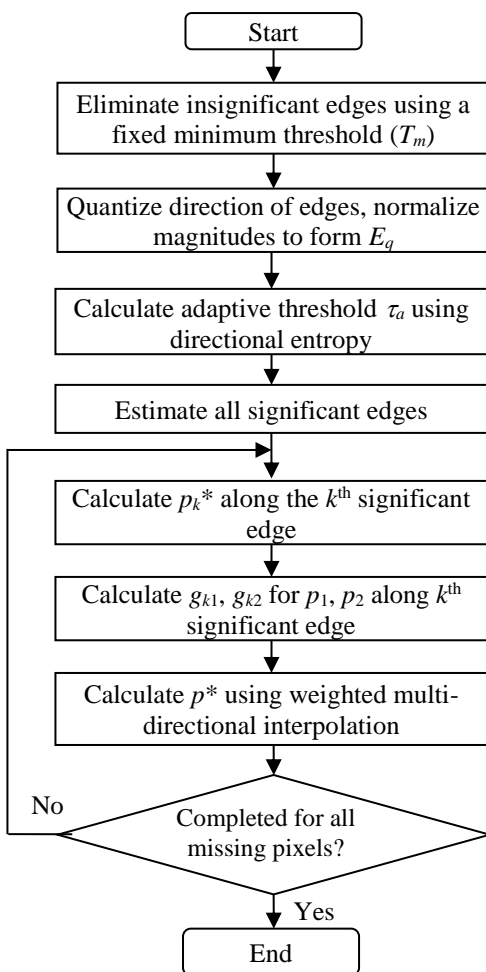 Start
Eliminate insignificant edges using a
fixed minimum threshold (Tm)
Quantize direction of edges, normalize
magnitudes to form Eq
Calculate adaptive threshold τa using
directional entropy
Estimate all significant edges
Calculate pk* along the kth significant
edge
Calculate gk1, gk2 for p1, p2 along kth
significant edge
Calculate p* using weighted multi-
directional interpolation
No
Completed for all
missing pixels?
Yes
End